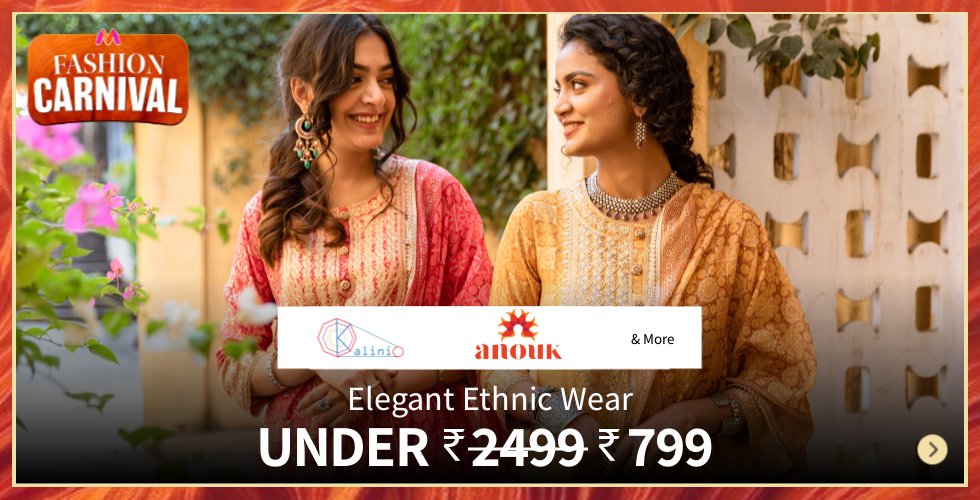 FASHION
CARNIVAL
Kalini
anouk
& More
Elegant Ethnic Wear
UNDER ₹2499 ₹799